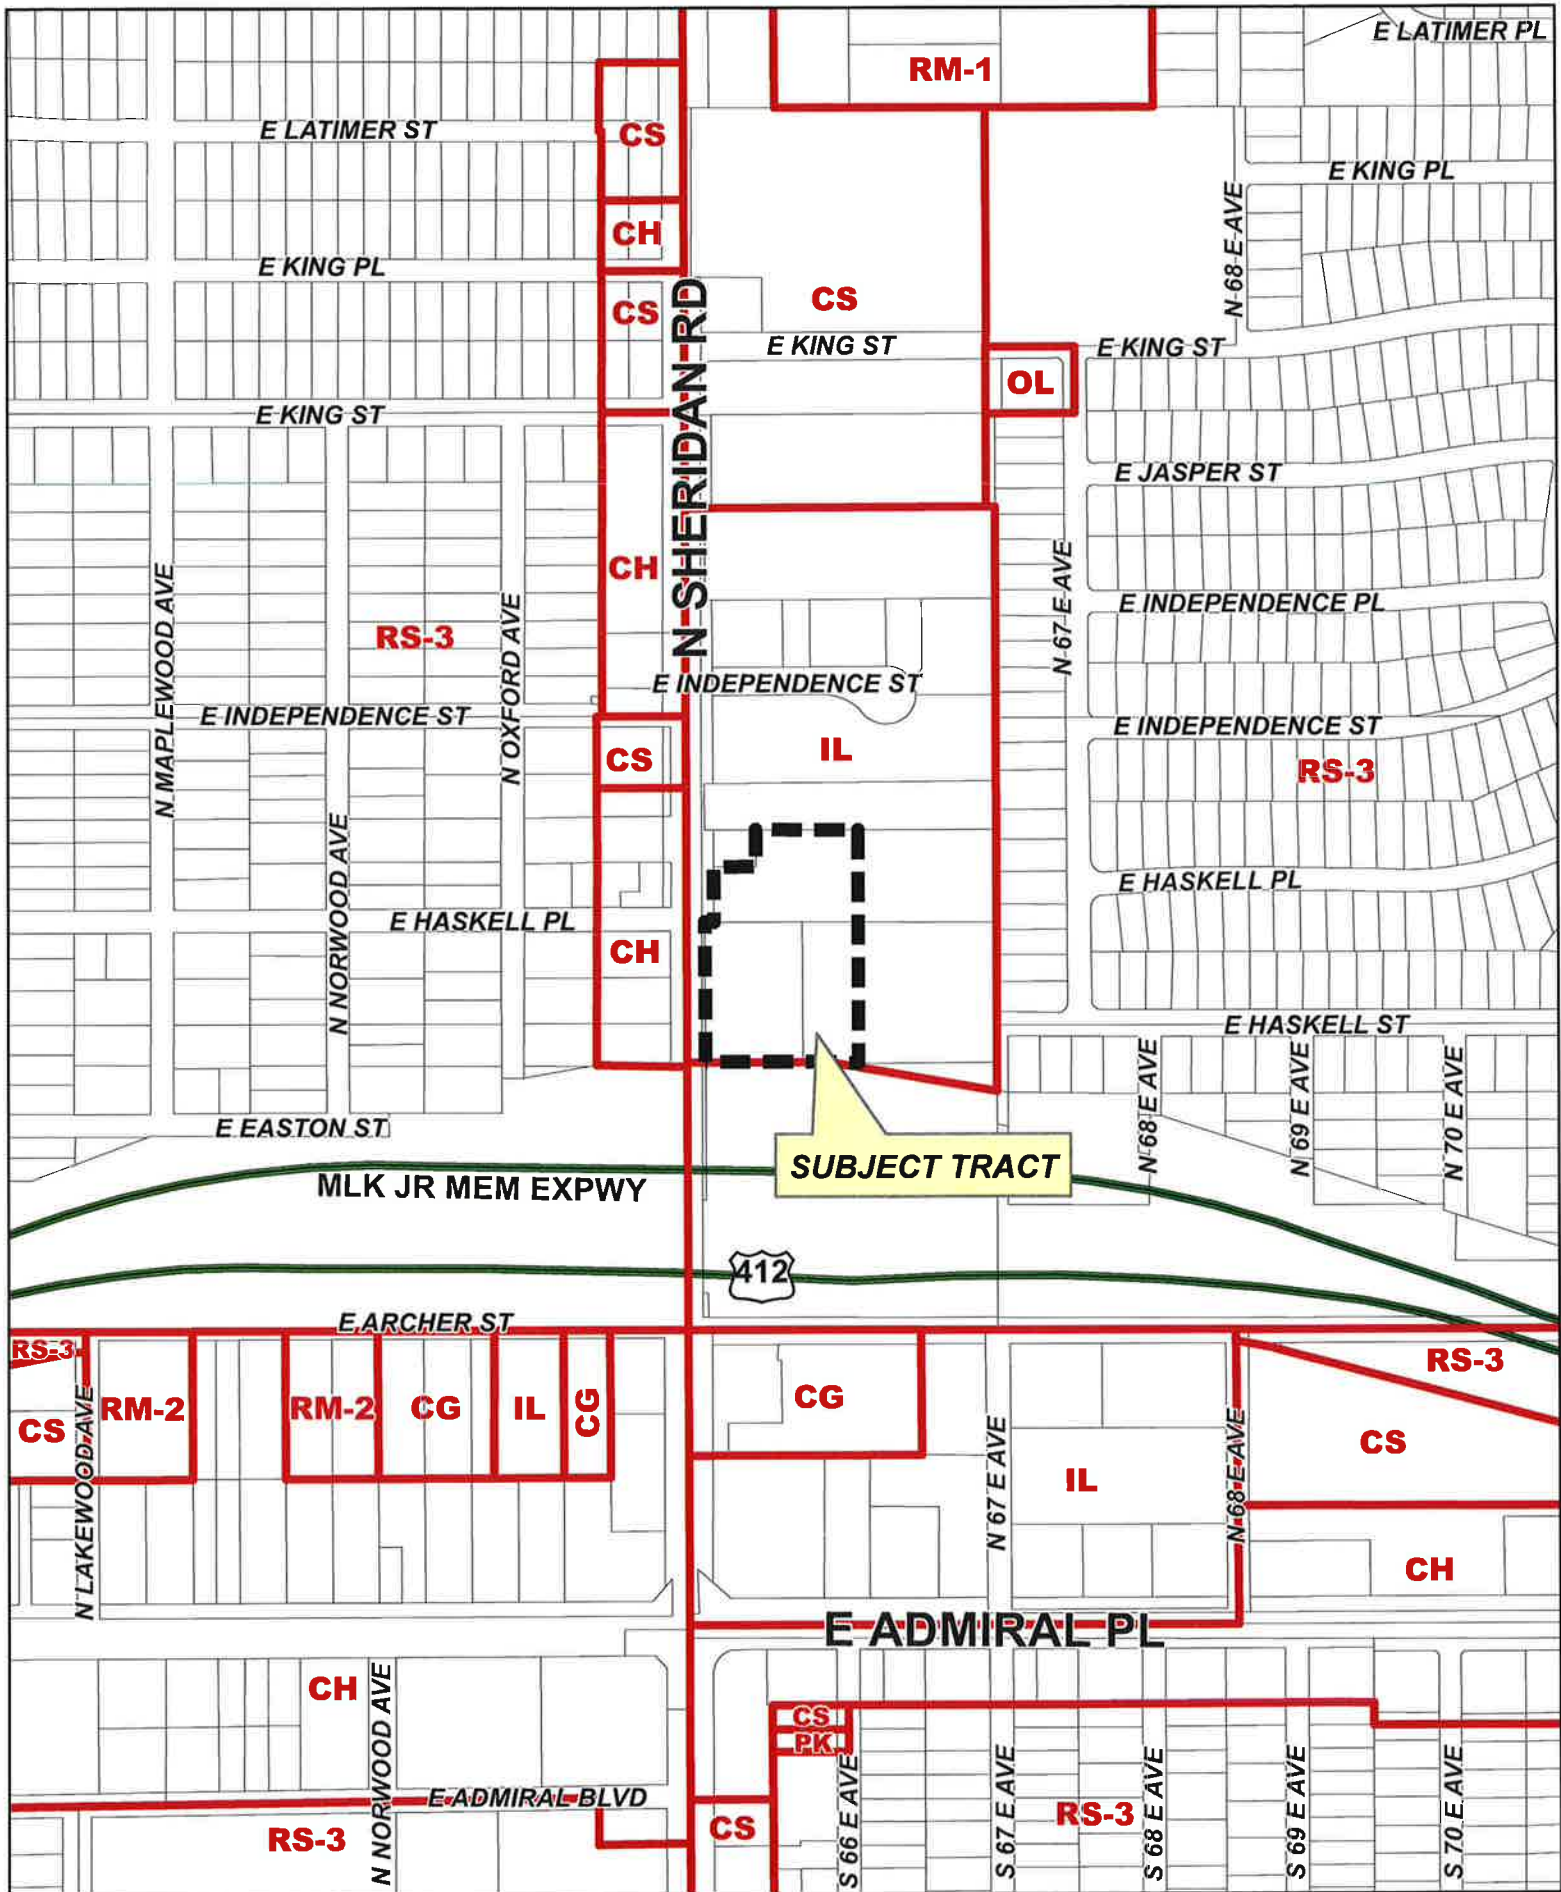 E LATIMER PL
RM-1
E LATIMER ST
CS
E KING PL
N 68 E AVE
CH
E KING PL
CS
CS
N SHERIDAN RD
E KING ST
E KING ST
OL
E KING ST
E JASPER ST
CH
N MAPLEWOOD AVE
RS-3
N OXFORD AVE
N 67 E AVE
E INDEPENDENCE PL
E INDEPENDENCE ST
E INDEPENDENCE ST
E INDEPENDENCE ST
CS
IL
RS-3
N NORWOOD AVE
E HASKELL PL
E HASKELL PL
CH
E HASKELL ST
N 68 E AVE
N 69 E AVE
N 70 E AVE
E EASTON ST
SUBJECT TRACT
MLK JR MEM EXPWY
412
E ARCHER ST
RS-3
RS-3
CS
N LAKEWOOD AVE
RM-2
RM-2
CG
IL
CG
CG
N 67 E AVE
IL
N 68 E AVE
CS
CH
E ADMIRAL PL
CH
N NORWOOD AVE
CS
PK
E ADMIRAL BLVD
RS-3
CS
S 66 E AVE
S 67 E AVE
RS-3
S 68 E AVE
S 69 E AVE
S 70 E AVE